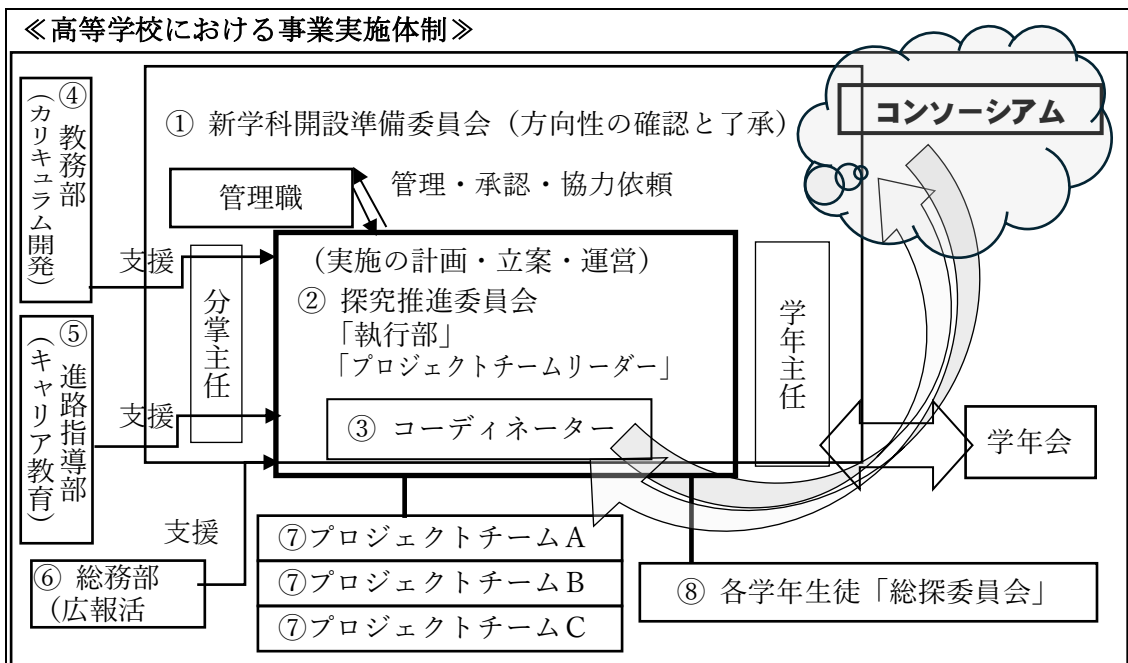 ≪高等学校における事業実施体制≫
コンソーシアム
④教務部
(カリキュラム開発)
① 新学科開設準備委員会（方向性の確認と了承）
管理職
管理・承認・協力依頼
支援
分掌主任
（実施の計画・立案・運営）
② 探究推進委員会
「執行部」
「プロジェクトチームリーダー」
③ コーディネーター
学年主任
⑤進路指導部
(キャリア教育)
支援
学年会
支援
⑥ 総務部
（広報活
⑦プロジェクトチームＡ
⑦プロジェクトチームＢ
⑦プロジェクトチームＣ
⑧ 各学年生徒「総探委員会」